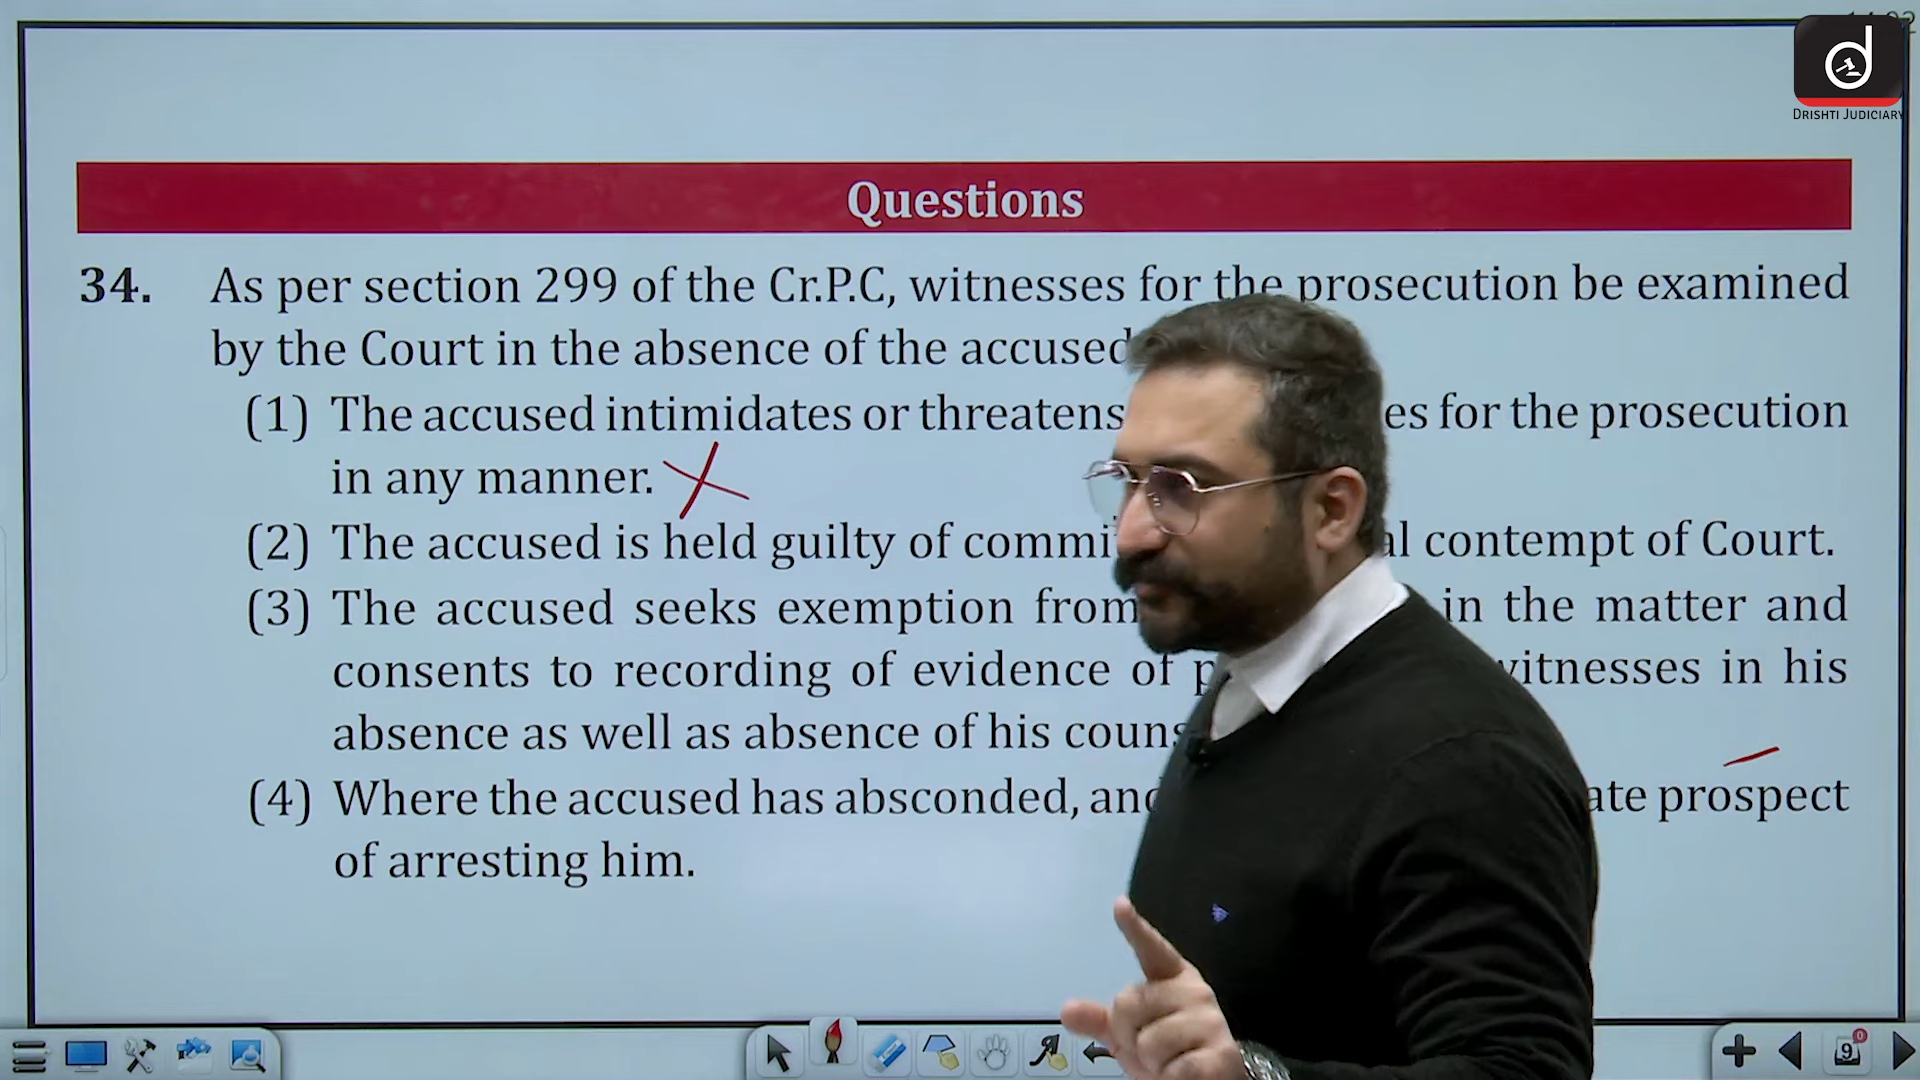 DRISHTI JUDICIARY
Questions
34. As per section 299 of the Cr.P.C, witnesses for the prosecution be examined
by the Court in the absence of the accused
(1) The accused intimidates or threatens es for the prosecution
in any manner.
(2) The accused is held guilty of commi al contempt of Court.
(3) The accused seeks exemption from in the matter and
consents to recording of evidence of p witnesses in his
absence as well as absence of his couns
(4) Where the accused has absconded, and ate prospect
of arresting him.
9
0